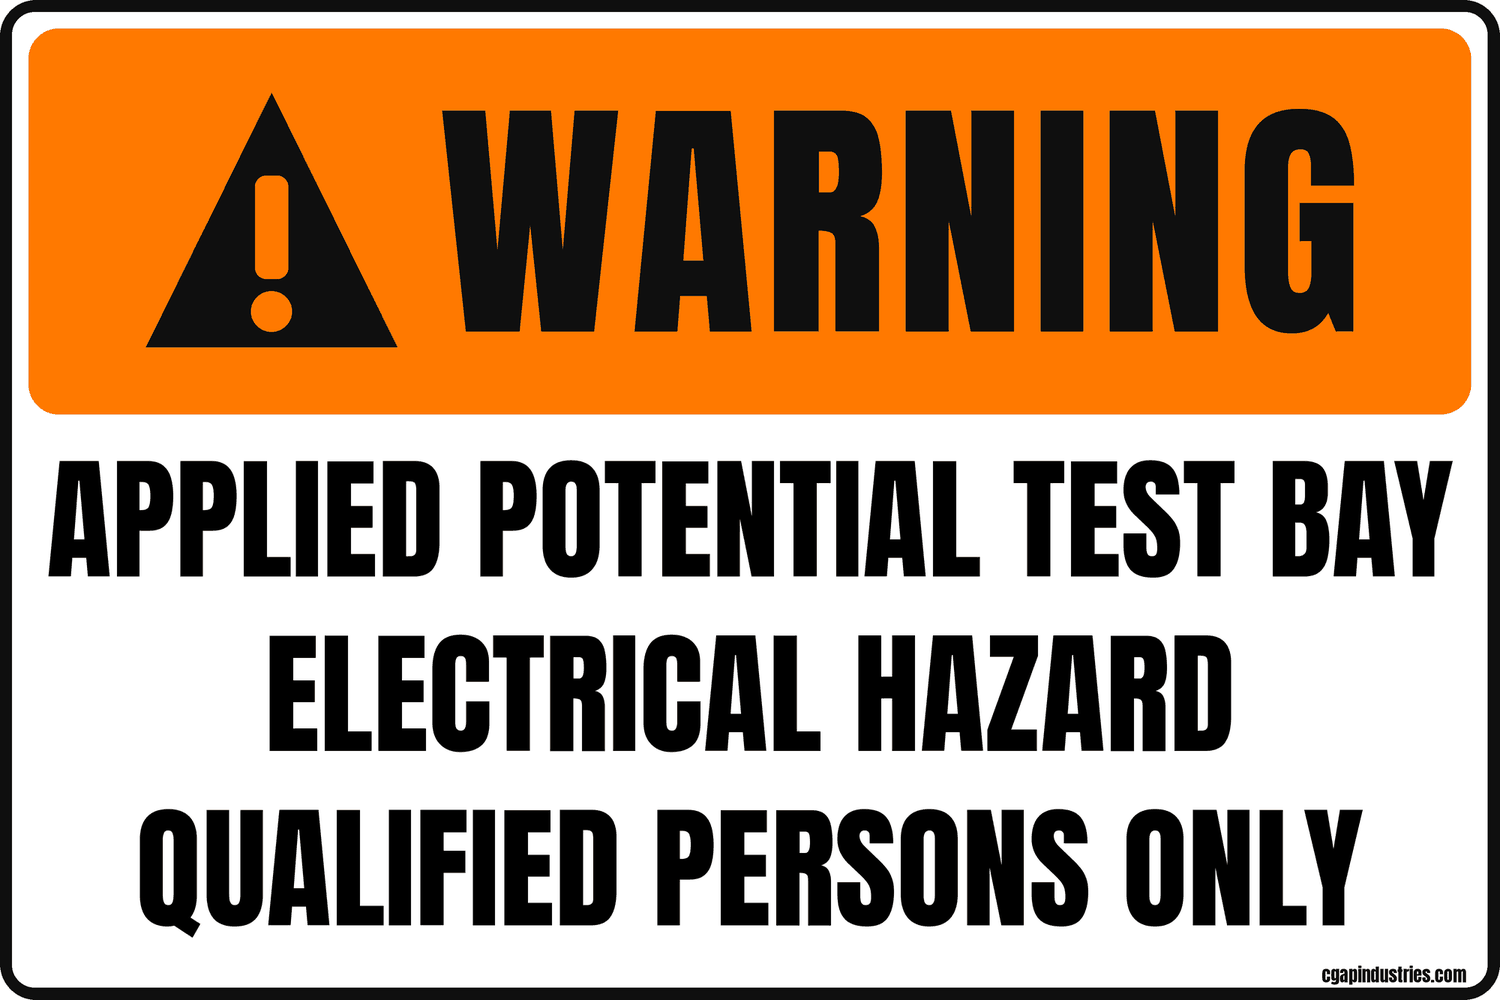 WARNING
APPLIED POTENTIAL TEST BAY
ELECTRICAL HAZARD
QUALIFIED PERSONS ONLY
cgapindustries.com